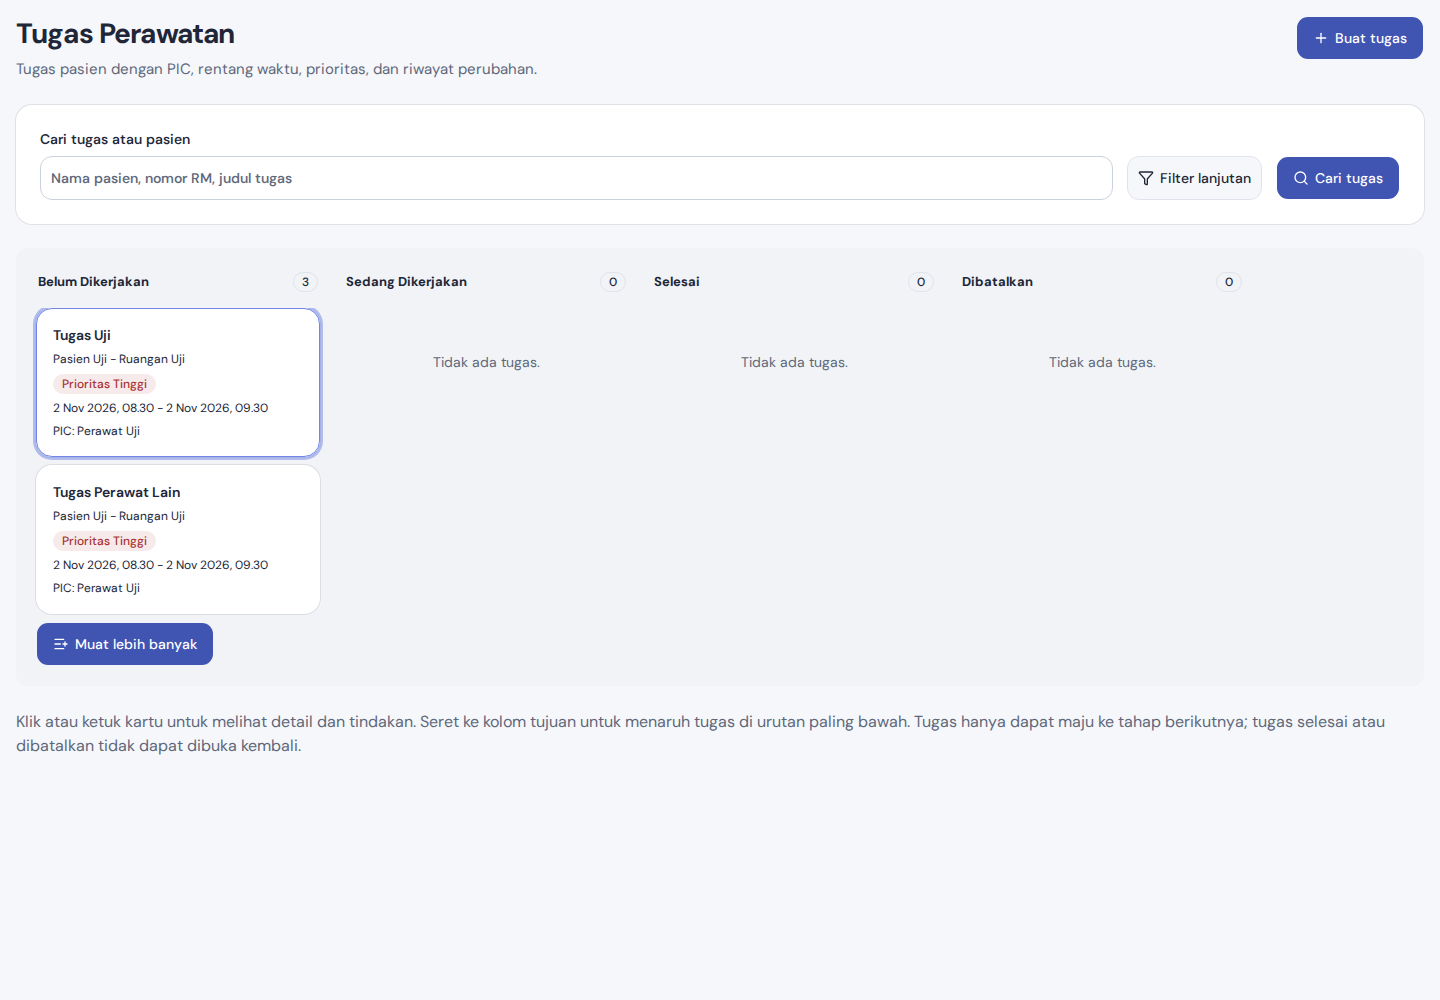 Tugas Perawatan
Buat tugas
Tugas pasien dengan PIC, rentang waktu, prioritas, dan riwayat perubahan.
Cari tugas atau pasien
Nama pasien, nomor RM, judul tugas
Filter lanjutan
Cari tugas
Belum Dikerjakan
3
Sedang Dikerjakan
0
Selesai
0
Dibatalkan
0
Tugas Uji
Pasien Uji - Ruangan Uji
Prioritas Tinggi
2 Nov 2026, 08.30 - 2 Nov 2026, 09.30
PIC: Perawat Uji
Tidak ada tugas.
Tidak ada tugas.
Tidak ada tugas.
Tugas Perawat Lain
Pasien Uji - Ruangan Uji
Prioritas Tinggi
2 Nov 2026, 08.30 - 2 Nov 2026, 09.30
PIC: Perawat Uji
Muat lebih banyak
Klik atau ketuk kartu untuk melihat detail dan tindakan. Seret ke kolom tujuan untuk menaruh tugas di urutan paling bawah. Tugas hanya dapat maju ke tahap berikutnya; tugas selesai atau
dibatalkan tidak dapat dibuka kembali.